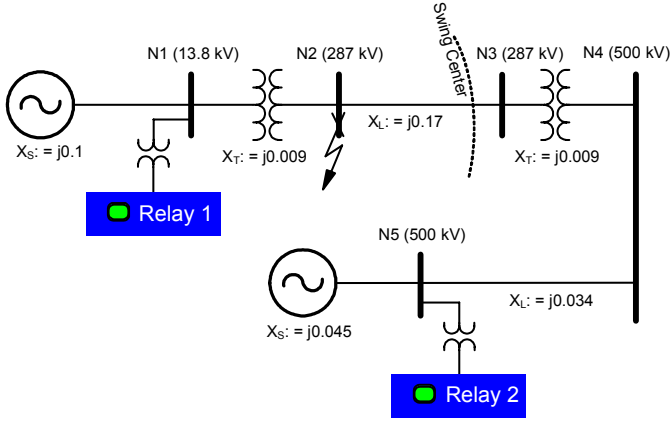 Swing Center
N1 (13.8 kV)
N2 (287 kV)
N3 (287 kV)
N4 (500 kV)
XL: = j0.17
XS: = j0.1
XT: = j0.009
XT: = j0.009
Relay 1
N5 (500 kV)
XL: = j0.034
XS: = j0.045
Relay 2